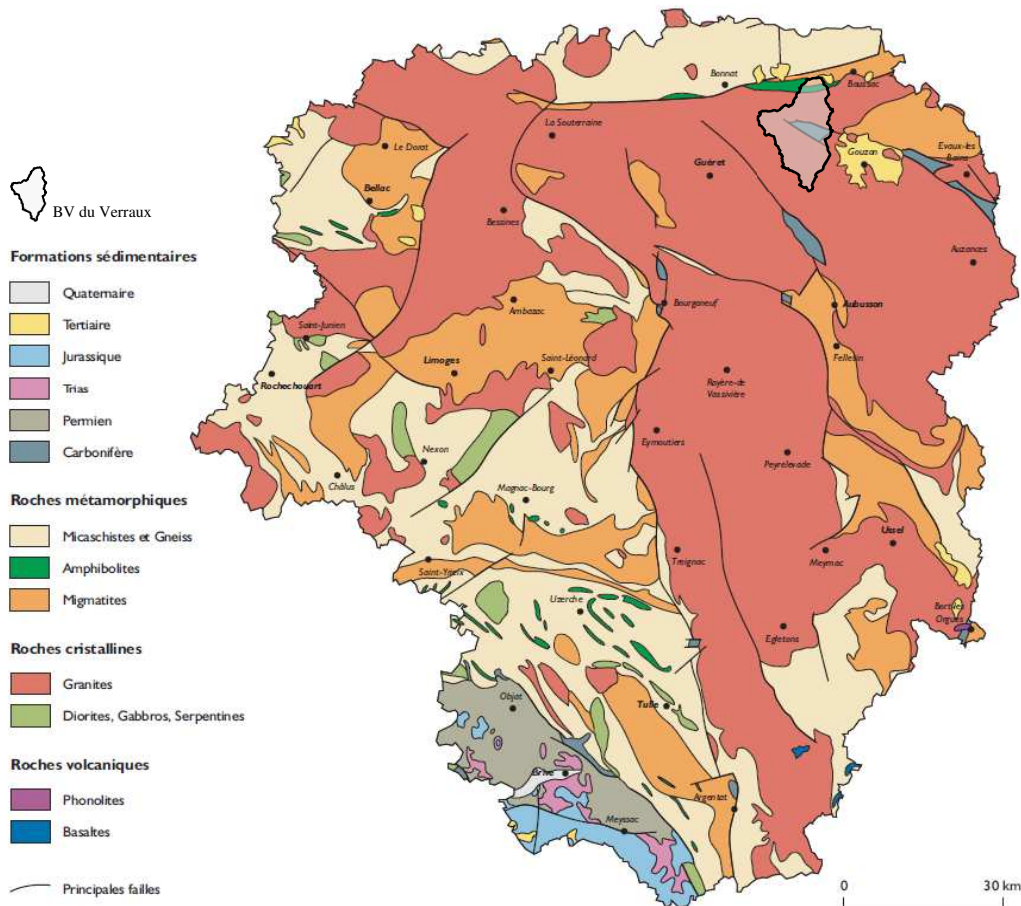 BV du Verraux
Formations sédimentaires
Quaternaire
Tertiaire
Jurassique
Trias
Permien
Carbonifère
Roches métamorphiques
Micaschistes et Gneiss
Amphibolites
Migmatites
Roches cristallines
Granites
Diorites, Gabbros, Serpentines
Roches volcaniques
Phonolites
Basaltes
Principales failles
Bonnat
Boussac
La Souterraine
Le Dorat
Guéret
Gouzon
Evaux-les
Bains
Bellac
Bessines
Auzances
Ambazac
Bourganeuf
Aubusson
Saint-Junien
Felletin
Limoges
Saint-Léonard
Rochechouart
Royère-de
Vassivière
Eymoutiers
Nexon
Peyrelevade
Châlus
Magnac-Bourg
Ussel
Treignac
Meymac
Saint-Yrieix
Uzerche
Bort-les
Orgues
Egletons
Objat
Tulle
Brive
Argentat
Meyssac
0 30 km